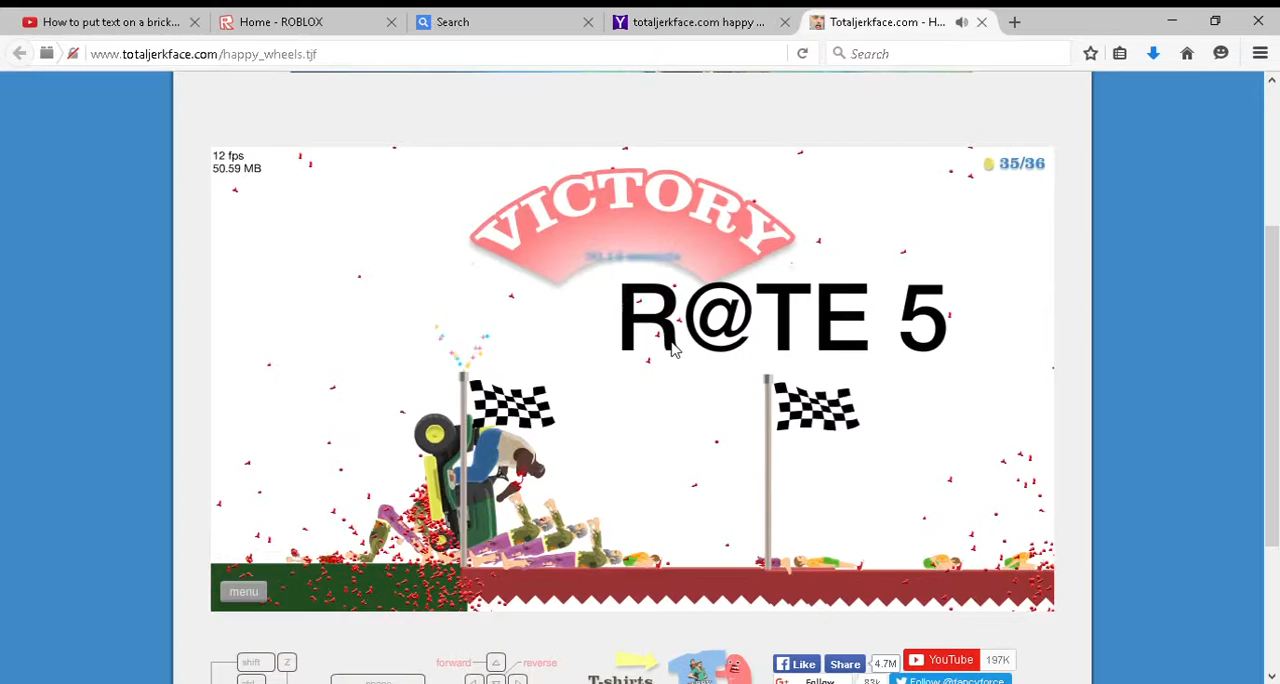 How to put text on a brick...
Home - ROBLOX
Search
totaljerkface.com happy ...
Totaljerkface.com - H...
www.totaljerkface.com/happy_wheels.tjf
Search
12 fps
50.59 MB
35/36
VICTORY
R@TE 5
menu
shift Z
forward
reverse
T-shirts
Like
Share
4.7M
YouTube
197K
Follow
83k
Follow @fancyforce